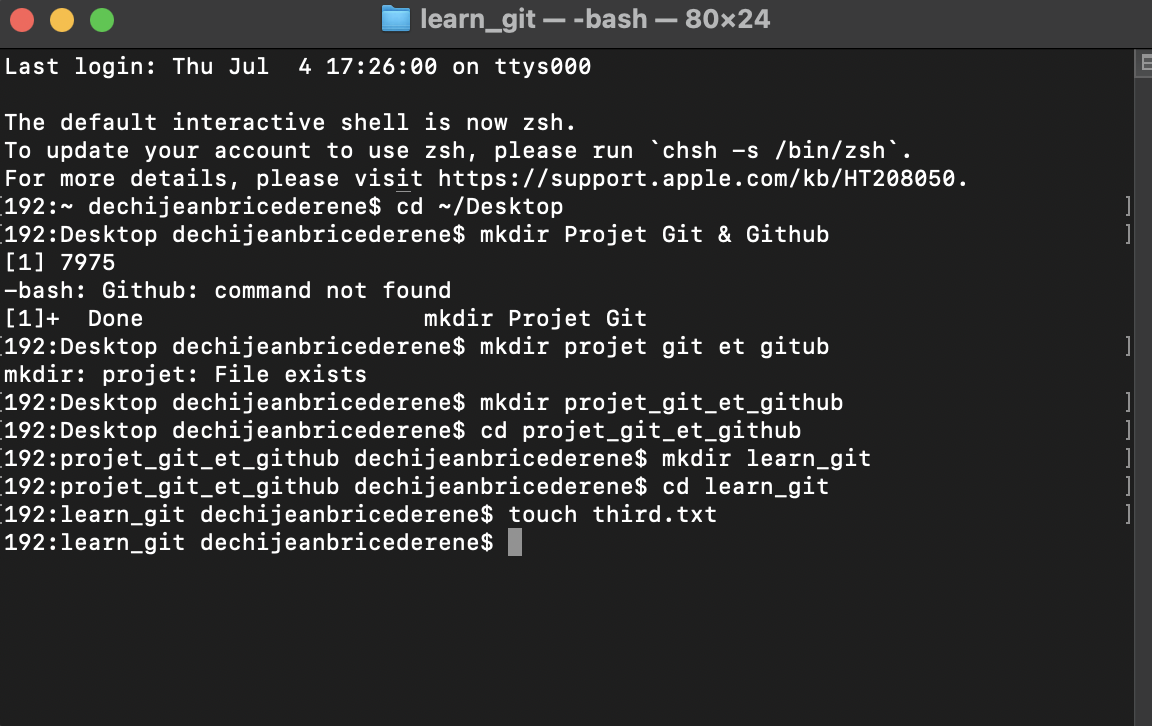 learn_git — -bash — 80×24
Last login: Thu Jul  4 17:26:00 on ttys000
The default interactive shell is now zsh.
To update your account to use zsh, please run `chsh -s /bin/zsh`.
For more details, please visit https://support.apple.com/kb/HT208050.
[192:~ dechijeanbricederene$ cd ~/Desktop ]
[192:Desktop dechijeanbricederene$ mkdir Projet Git & Github ]
[1] 7975
-bash: Github: command not found
[1]+  Done                    mkdir Projet Git
[192:Desktop dechijeanbricederene$ mkdir projet git et gitub ]
mkdir: projet: File exists
[192:Desktop dechijeanbricederene$ mkdir projet_git_et_github ]
[192:Desktop dechijeanbricederene$ cd projet_git_et_github ]
[192:projet_git_et_github dechijeanbricederene$ mkdir learn_git ]
[192:projet_git_et_github dechijeanbricederene$ cd learn_git ]
[192:learn_git dechijeanbricederene$ touch third.txt ]
192:learn_git dechijeanbricederene$